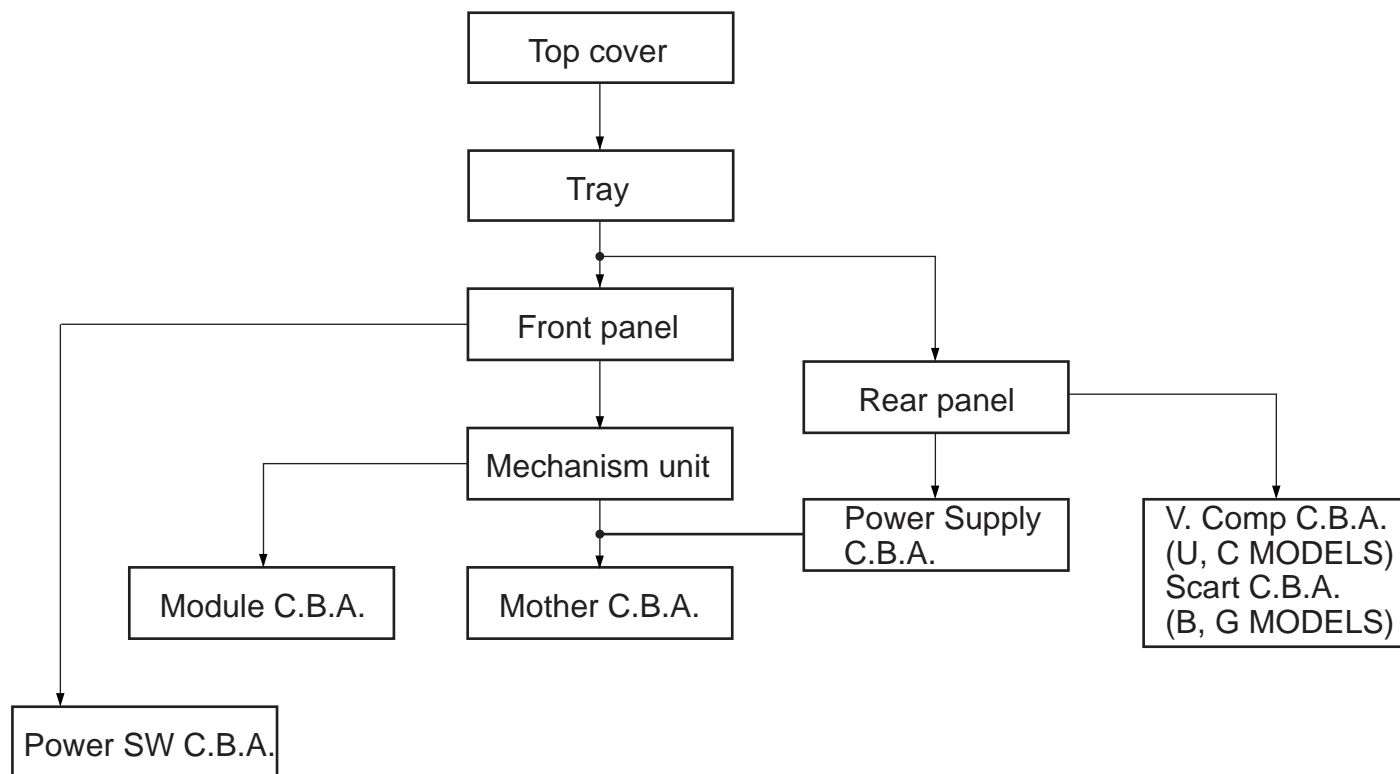 Top cover
Tray
Front panel
Rear panel
Mechanism unit
Power Supply
C.B.A.
V. Comp C.B.A.
(U, C MODELS)
Scart C.B.A.
(B, G MODELS)
Module C.B.A.
Mother C.B.A.
Power SW C.B.A.